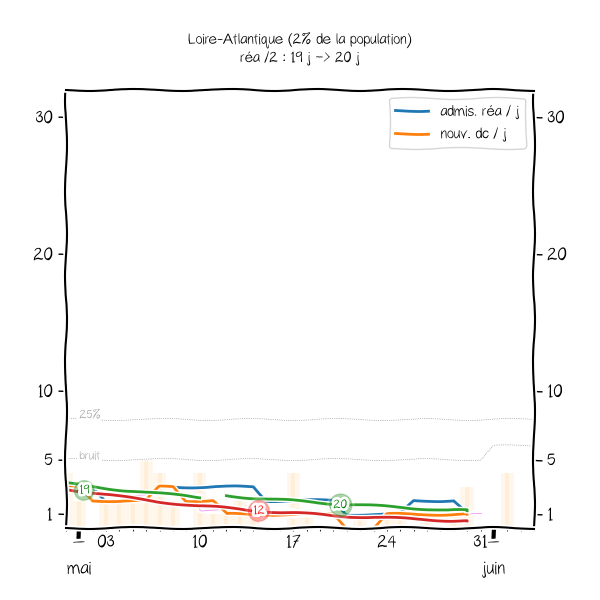 Loire-Atlantique (2% de la population)
réa /2 : 19 j -> 20 j
admis. réa / j
nouv. dc / j
30
30
20
20
10
10
25%
5
bruit
5
19
20
12
1
1
03
10
17
24
31
mai
juin